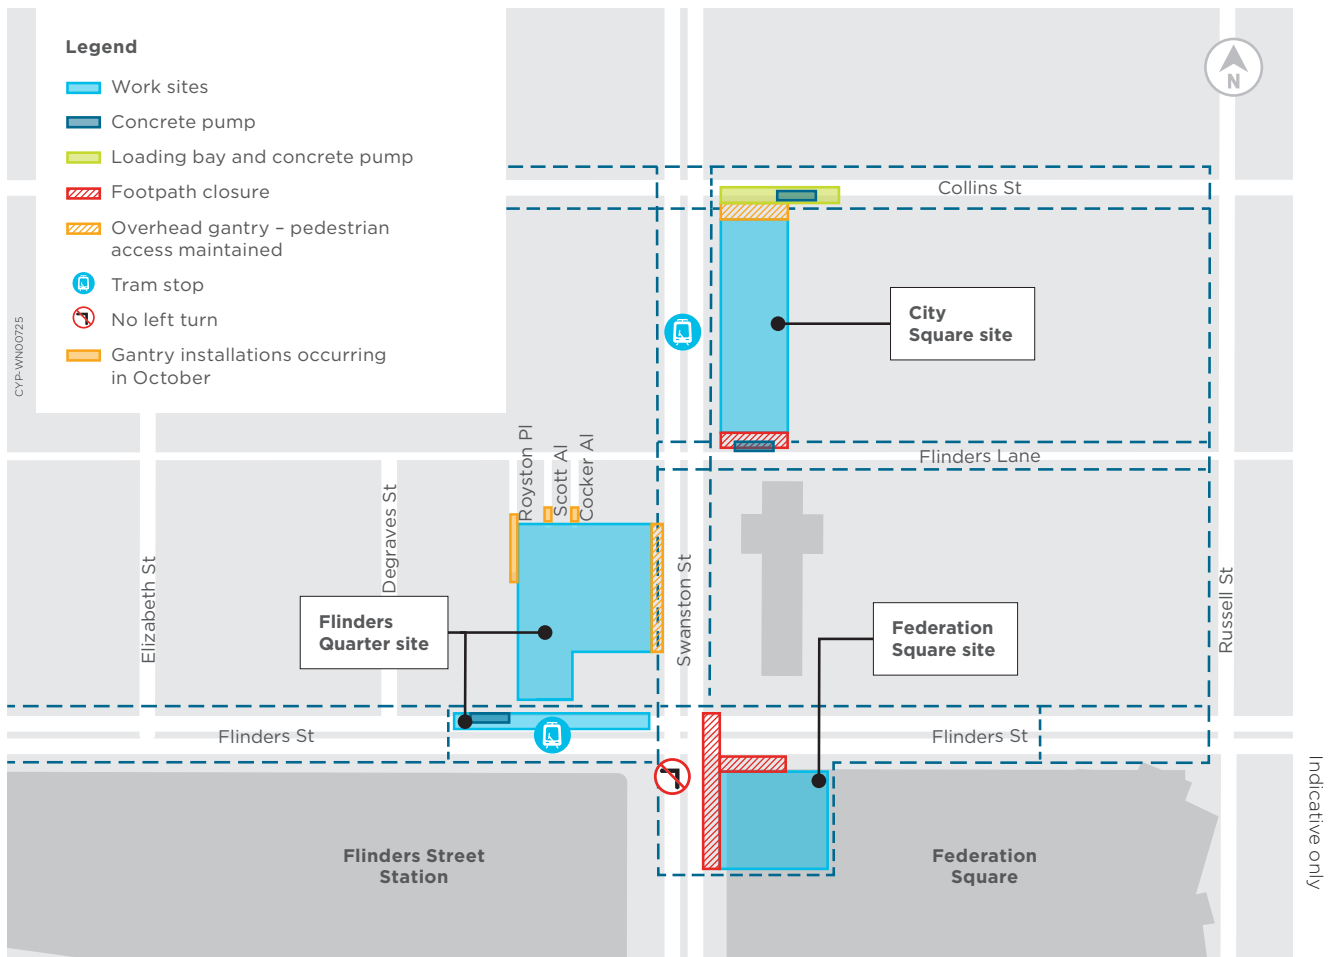 Legend
Work sites
Concrete pump
Loading bay and concrete pump
Footpath closure
Overhead gantry – pedestrian
access maintained
Tram stop
No left turn
Gantry installations occurring
in October
CYP-WN00725
N
Collins St
City
Square site
Flinders Lane
Royston Pl
Scott Al
Cocker Al
Degraves St
Elizabeth St
Swanston St
Russell St
Flinders
Quarter site
Federation
Square site
Flinders St
Flinders St
Flinders Street
Station
Federation
Square
Indicative only